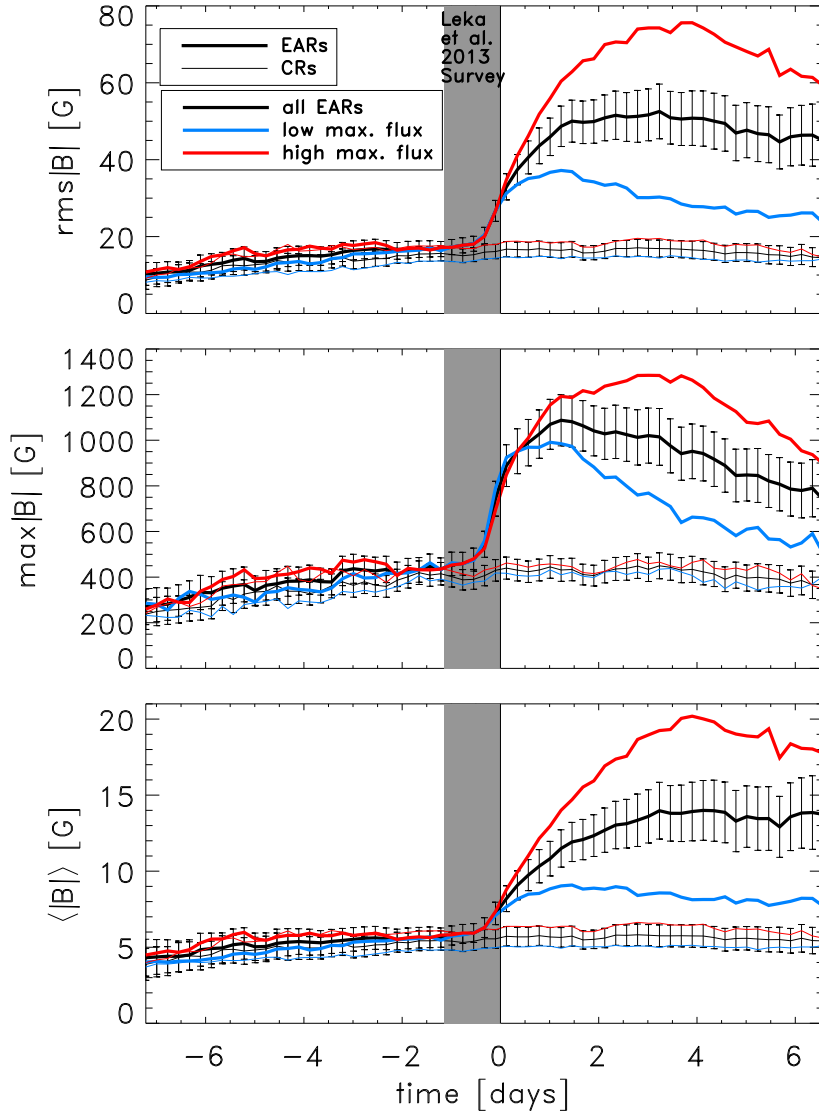 Leka
et al.
2013
Survey
EARs
CRs
all EARs
low max. flux
high max. flux
80
60
40
20
0
rms|B| [G]
1400
1200
1000
800
600
400
200
0
max|B| [G]
20
15
10
5
0
⟨|B|⟩ [G]
−6 −4 −2 0 2 4 6
time [days]